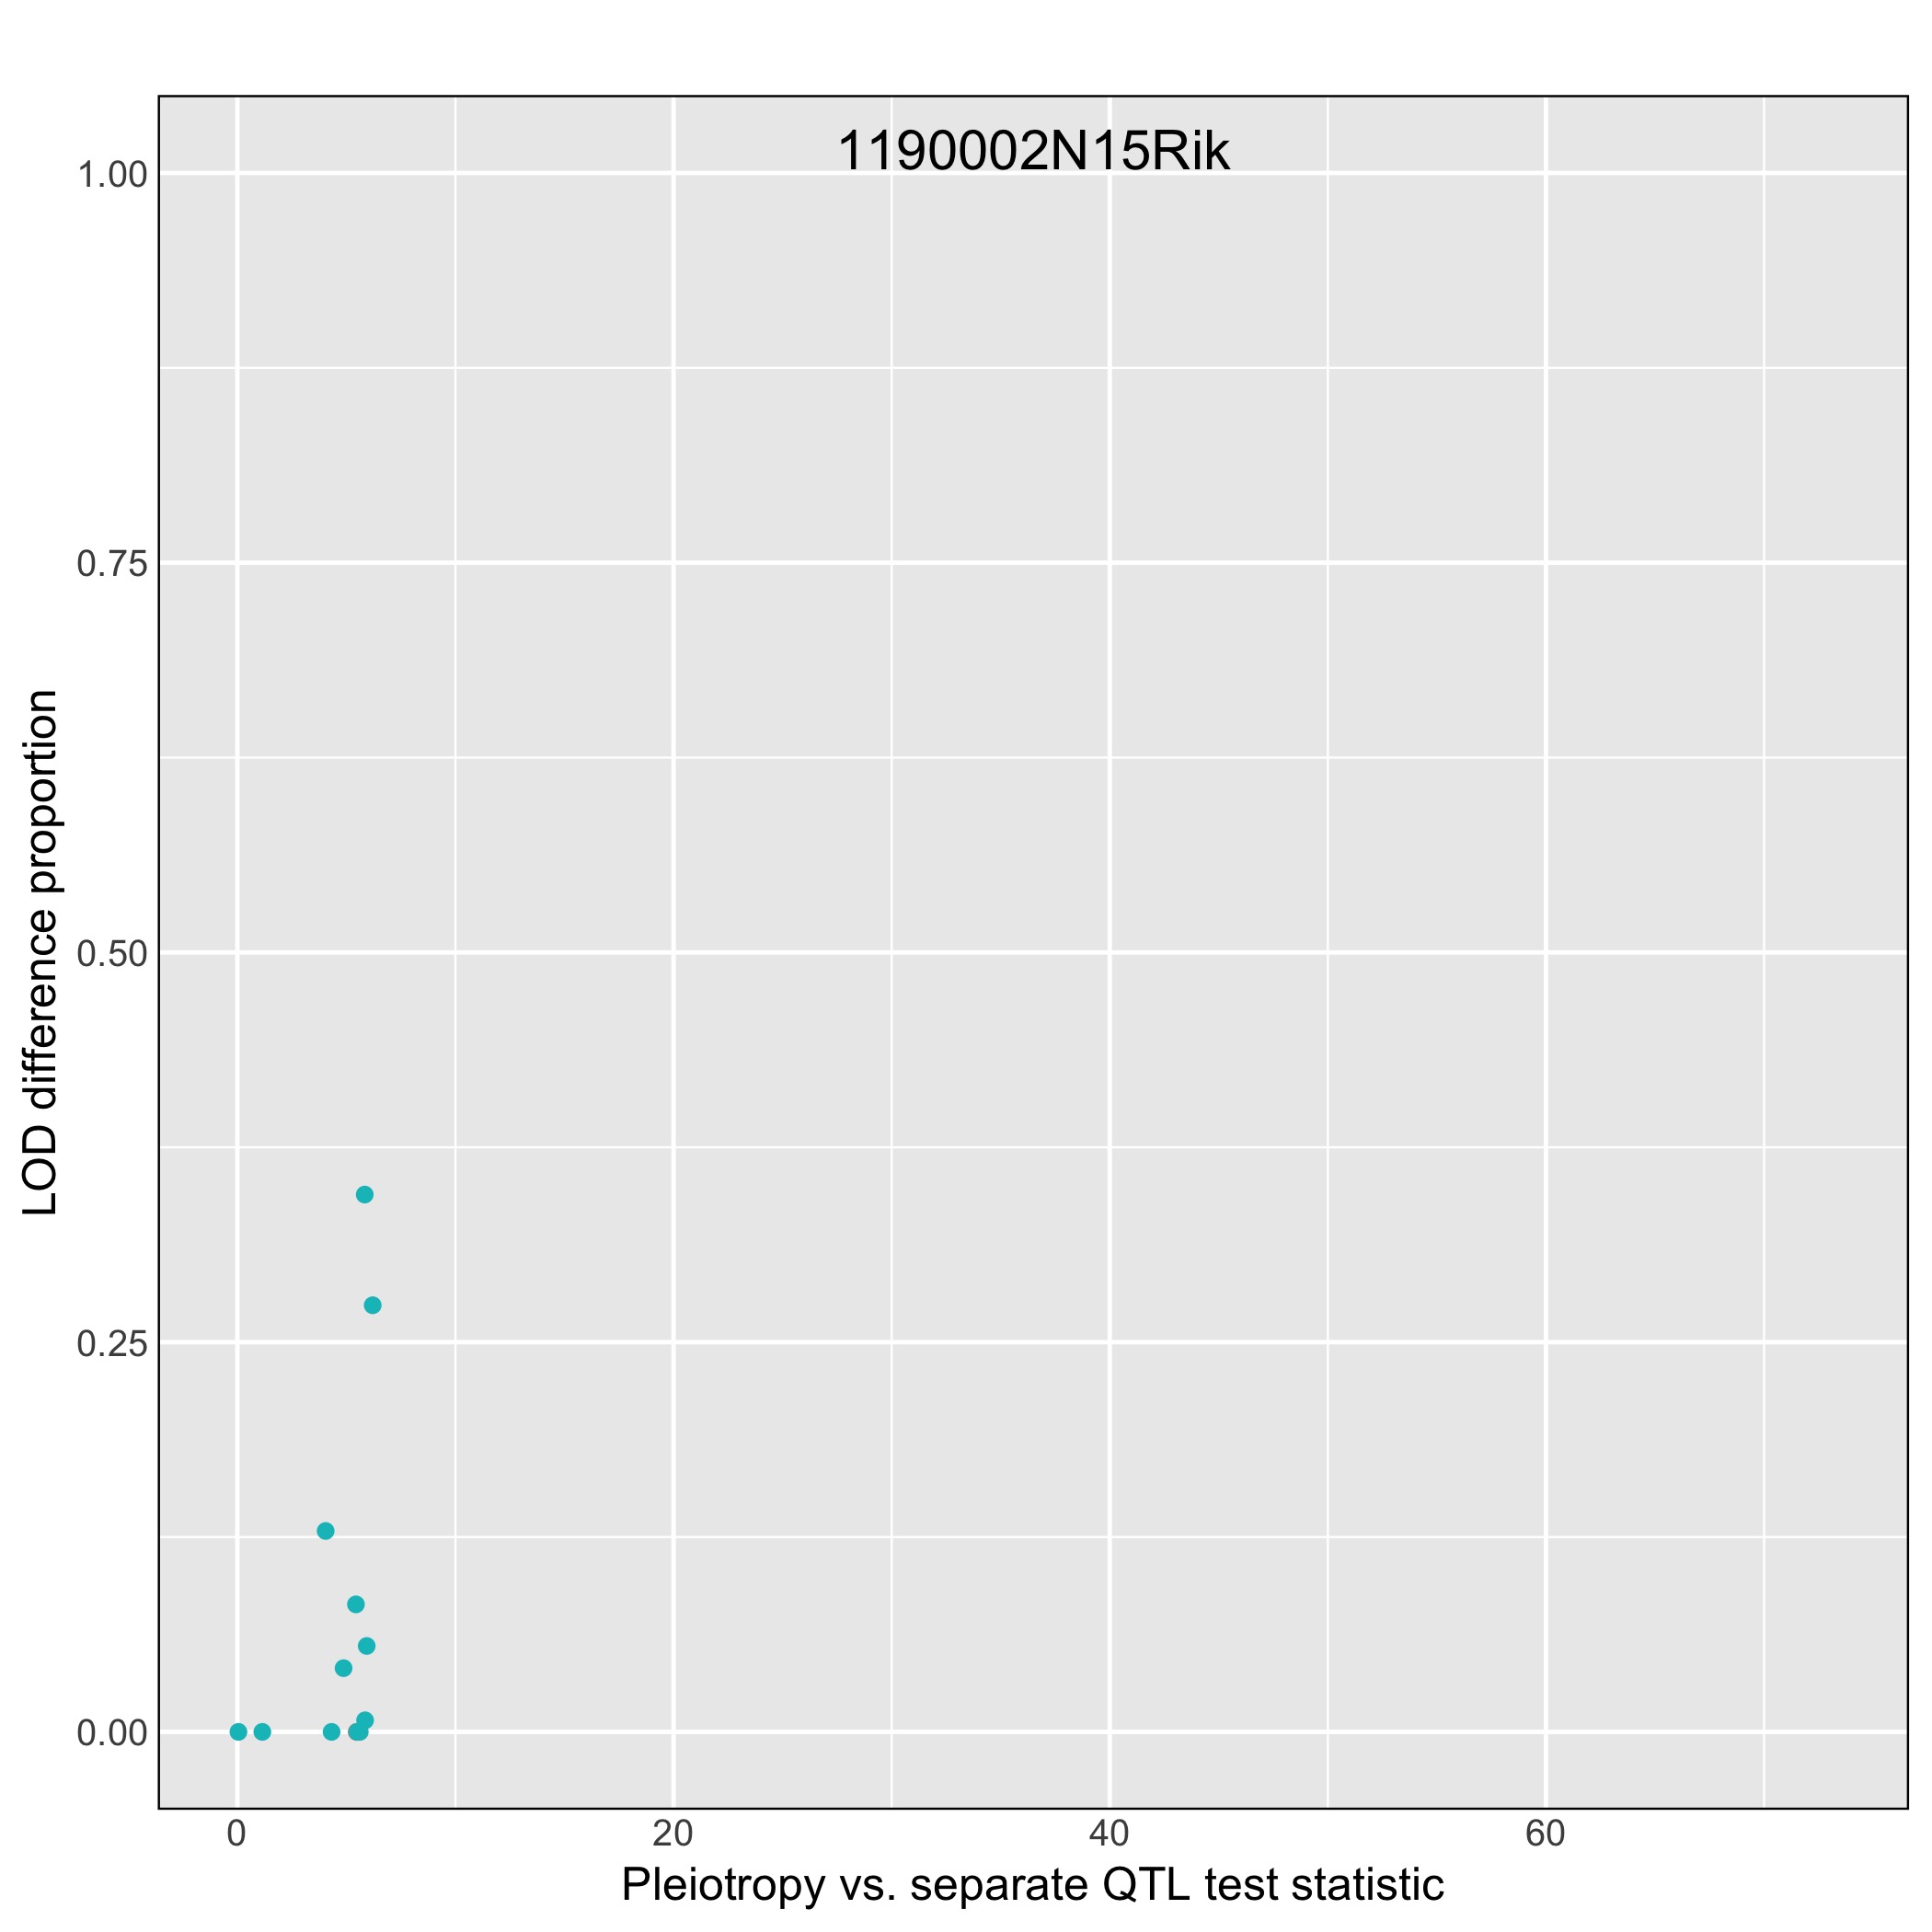 1190002N15Rik
1.00
0.75
0.50
0.25
0.00
LOD difference proportion
0 20 40 60
Pleiotropy vs. separate QTL test statistic